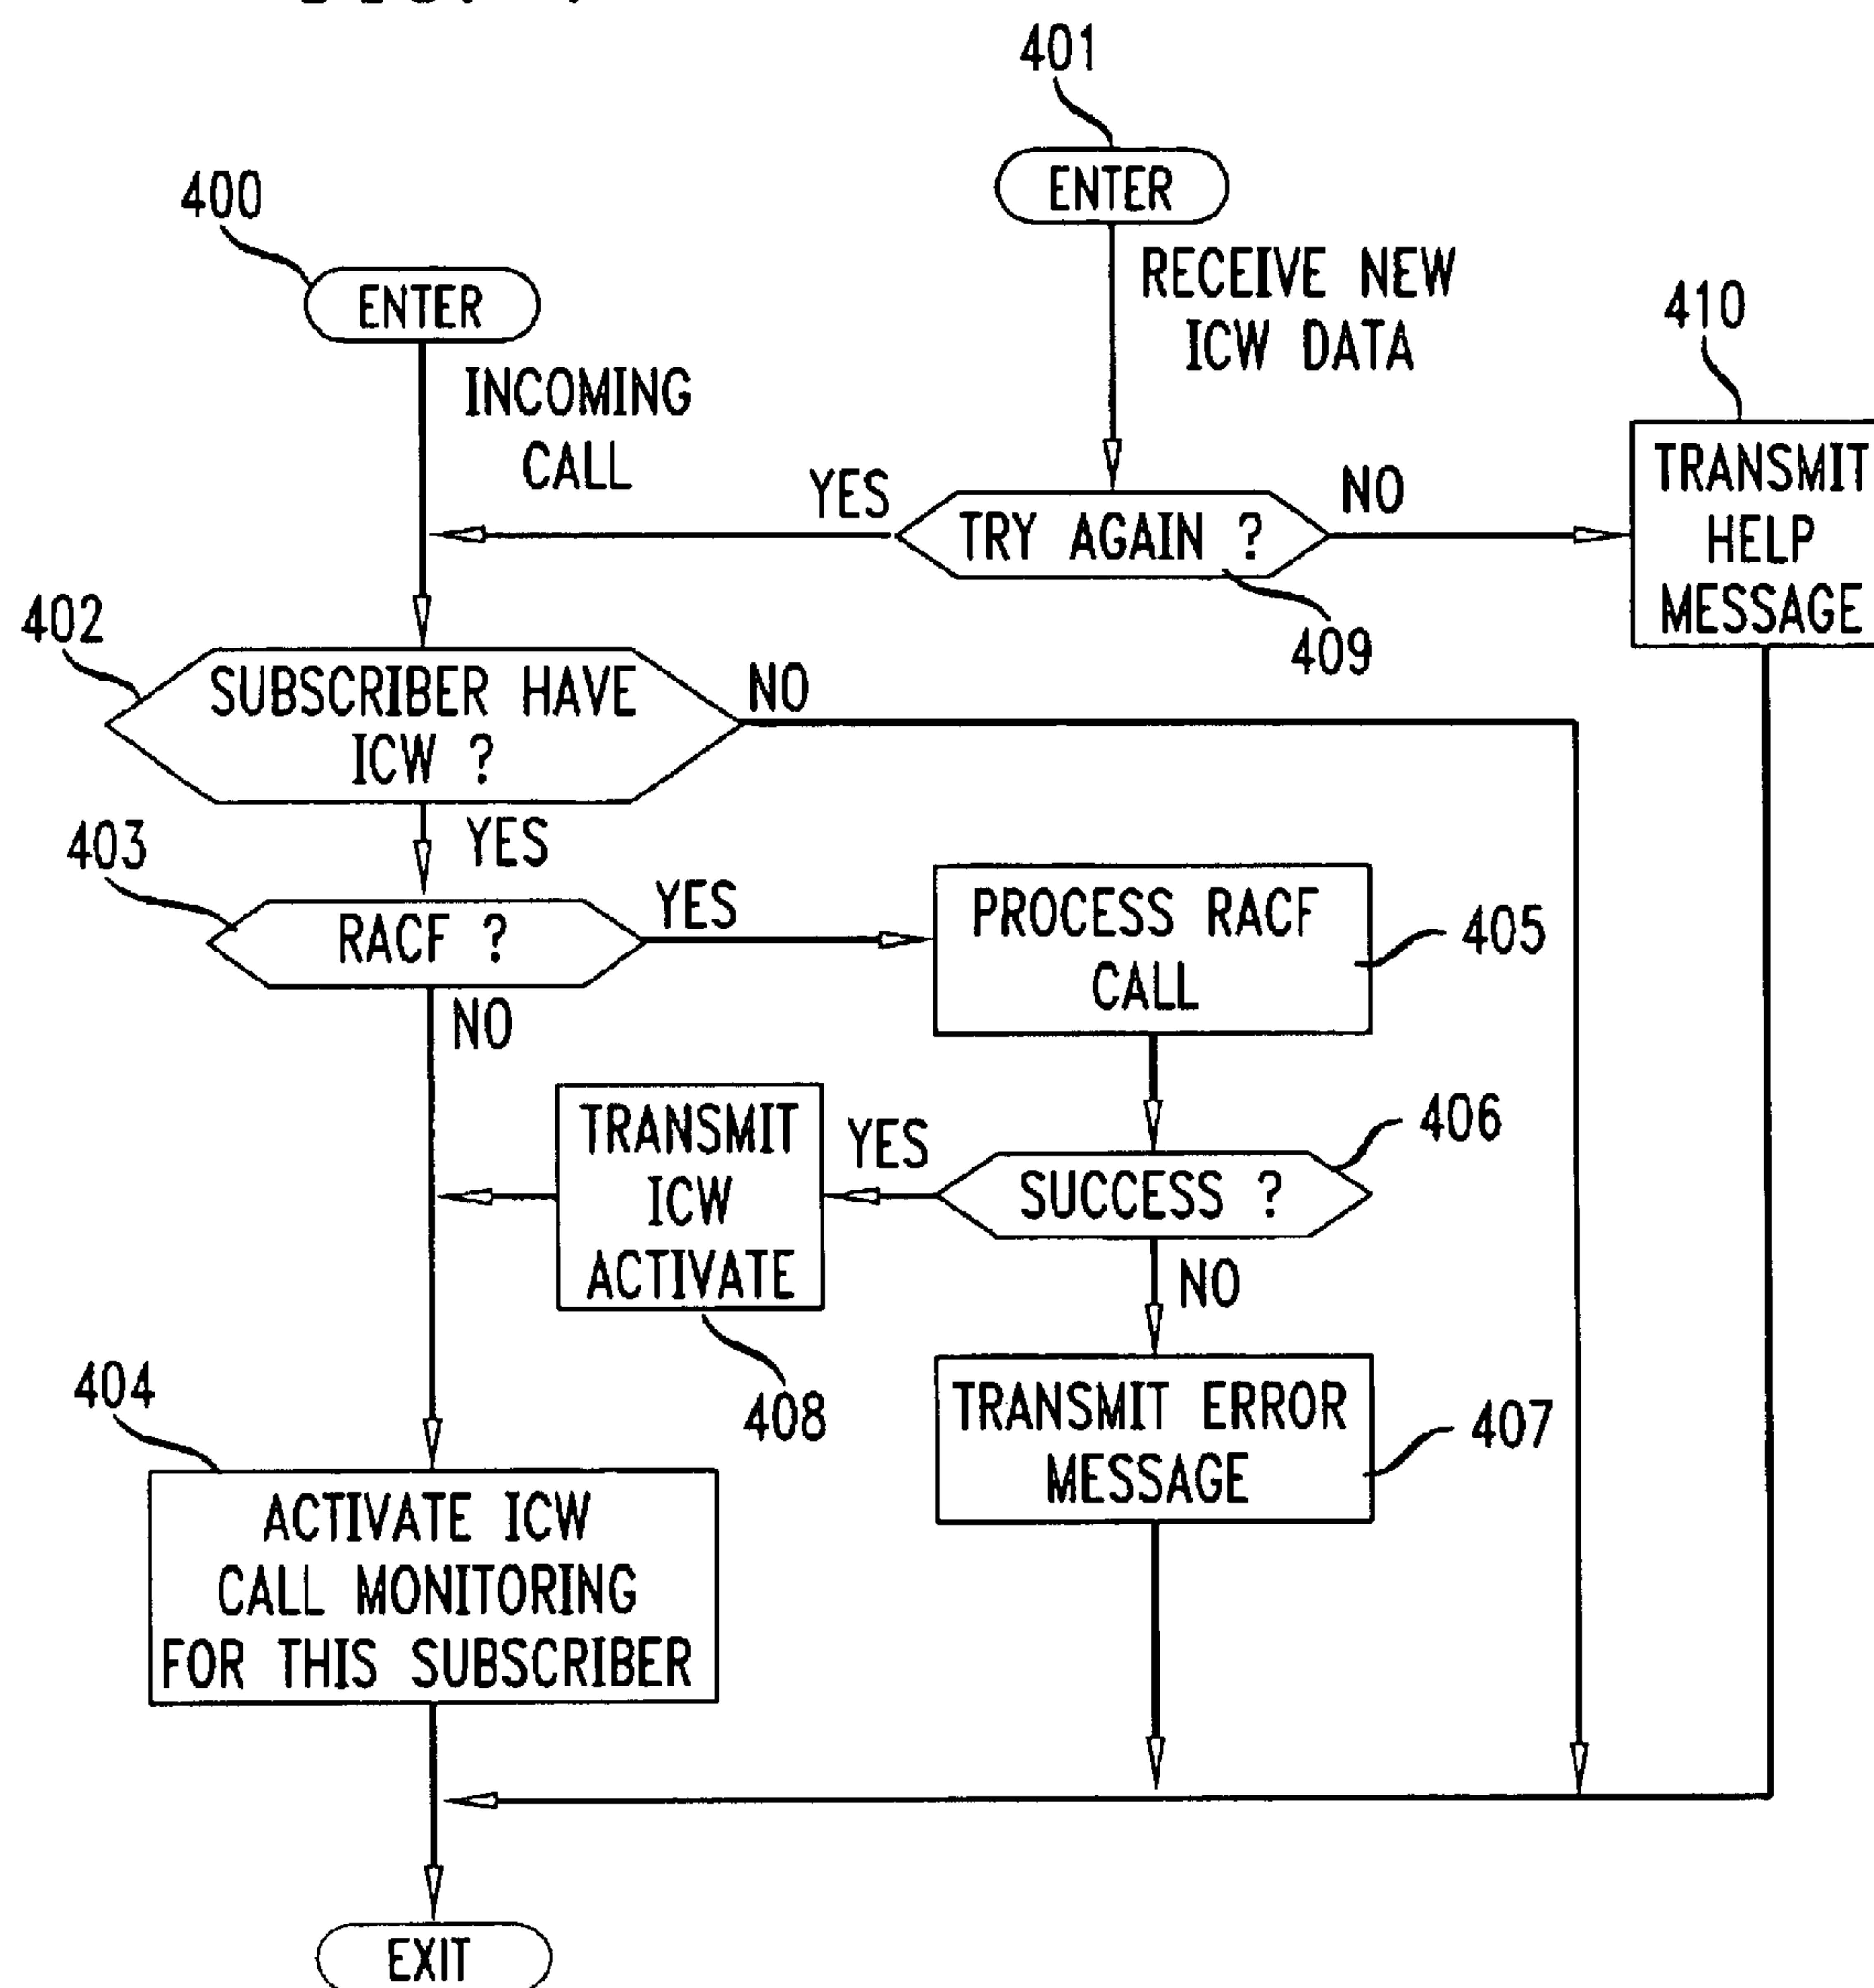 401
ENTER
400
ENTER
RECEIVE NEW
ICW DATA
410
INCOMING
CALL
TRANSMIT
HELP
MESSAGE
YES
TRY AGAIN ?
NO
409
402
SUBSCRIBER HAVE
ICW ?
NO
YES
403
RACF ?
YES
PROCESS RACF
CALL
405
NO
TRANSMIT
ICW
ACTIVATE
YES
406
SUCCESS ?
NO
408
404
TRANSMIT ERROR
MESSAGE
407
ACTIVATE ICW
CALL MONITORING
FOR THIS SUBSCRIBER
EXIT